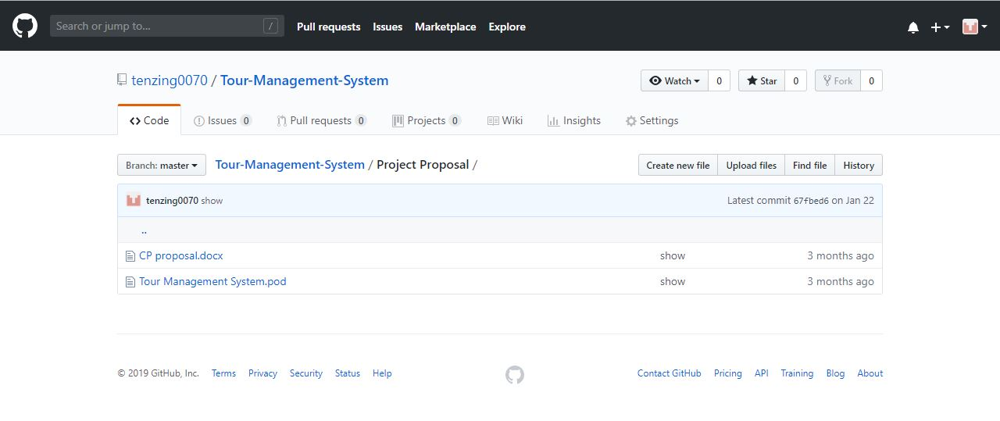 Search or jump to... / Pull requests Issues Marketplace Explore
tenzing0070 / Tour-Management-System Watch 0 Star 0 Fork 0
Code Issues 0 Pull requests 0 Projects 0 Wiki Insights Settings
Branch: master Tour-Management-System / Project Proposal / Create new file Upload files Find file History
tenzing0070 show Latest commit 67fbed6 on Jan 22
..
CP proposal.docx show 3 months ago
Tour Management System.pod show 3 months ago
© 2019 GitHub, Inc. Terms Privacy Security Status Help Contact GitHub Pricing API Training Blog About